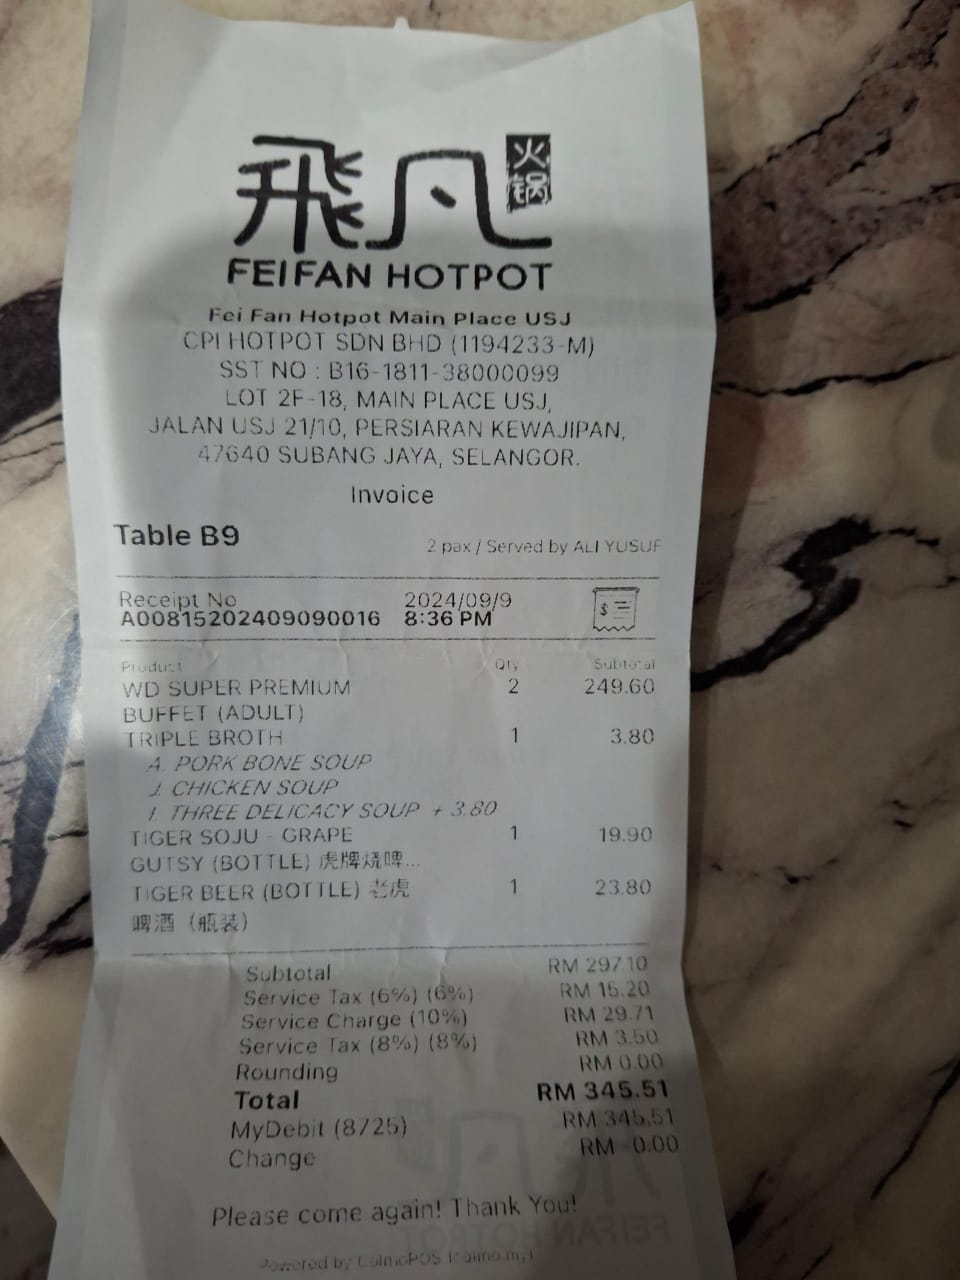 飛凡 火锅
FEIFAN HOTPOT
Fei Fan Hotpot Main Place USJ
CPI HOTPOT SDN BHD (1194233-M)
SST NO : B16-1811-38000099
LOT 2F-18, MAIN PLACE USJ,
JALAN USJ 21/10, PERSIARAN KEWAJIPAN,
47640 SUBANG JAYA, SELANGOR.
Invoice
Table B9 2 pax / Served by ALI YUSUF
Receipt No 2024/09/9
A00815202409090016 8:36 PM
Product Qty Subtotal
WD SUPER PREMIUM 2 249.60
BUFFET (ADULT)
TRIPLE BROTH 1 3.80
A. PORK BONE SOUP
J. CHICKEN SOUP
I. THREE DELICACY SOUP + 3.80
TIGER SOJU - GRAPE 1 19.90
GUTSY (BOTTLE) 虎牌烧啤...
TIGER BEER (BOTTLE) 老虎 1 23.80
啤酒 (瓶装)
Subtotal RM 297.10
Service Tax (6%) (6%) RM 15.20
Service Charge (10%) RM 29.71
Service Tax (8%) (8%) RM 3.50
Rounding RM 0.00
Total RM 345.51
MyDebit (8725) RM 345.51
Change RM -0.00
Please come again! Thank You!
Powered by